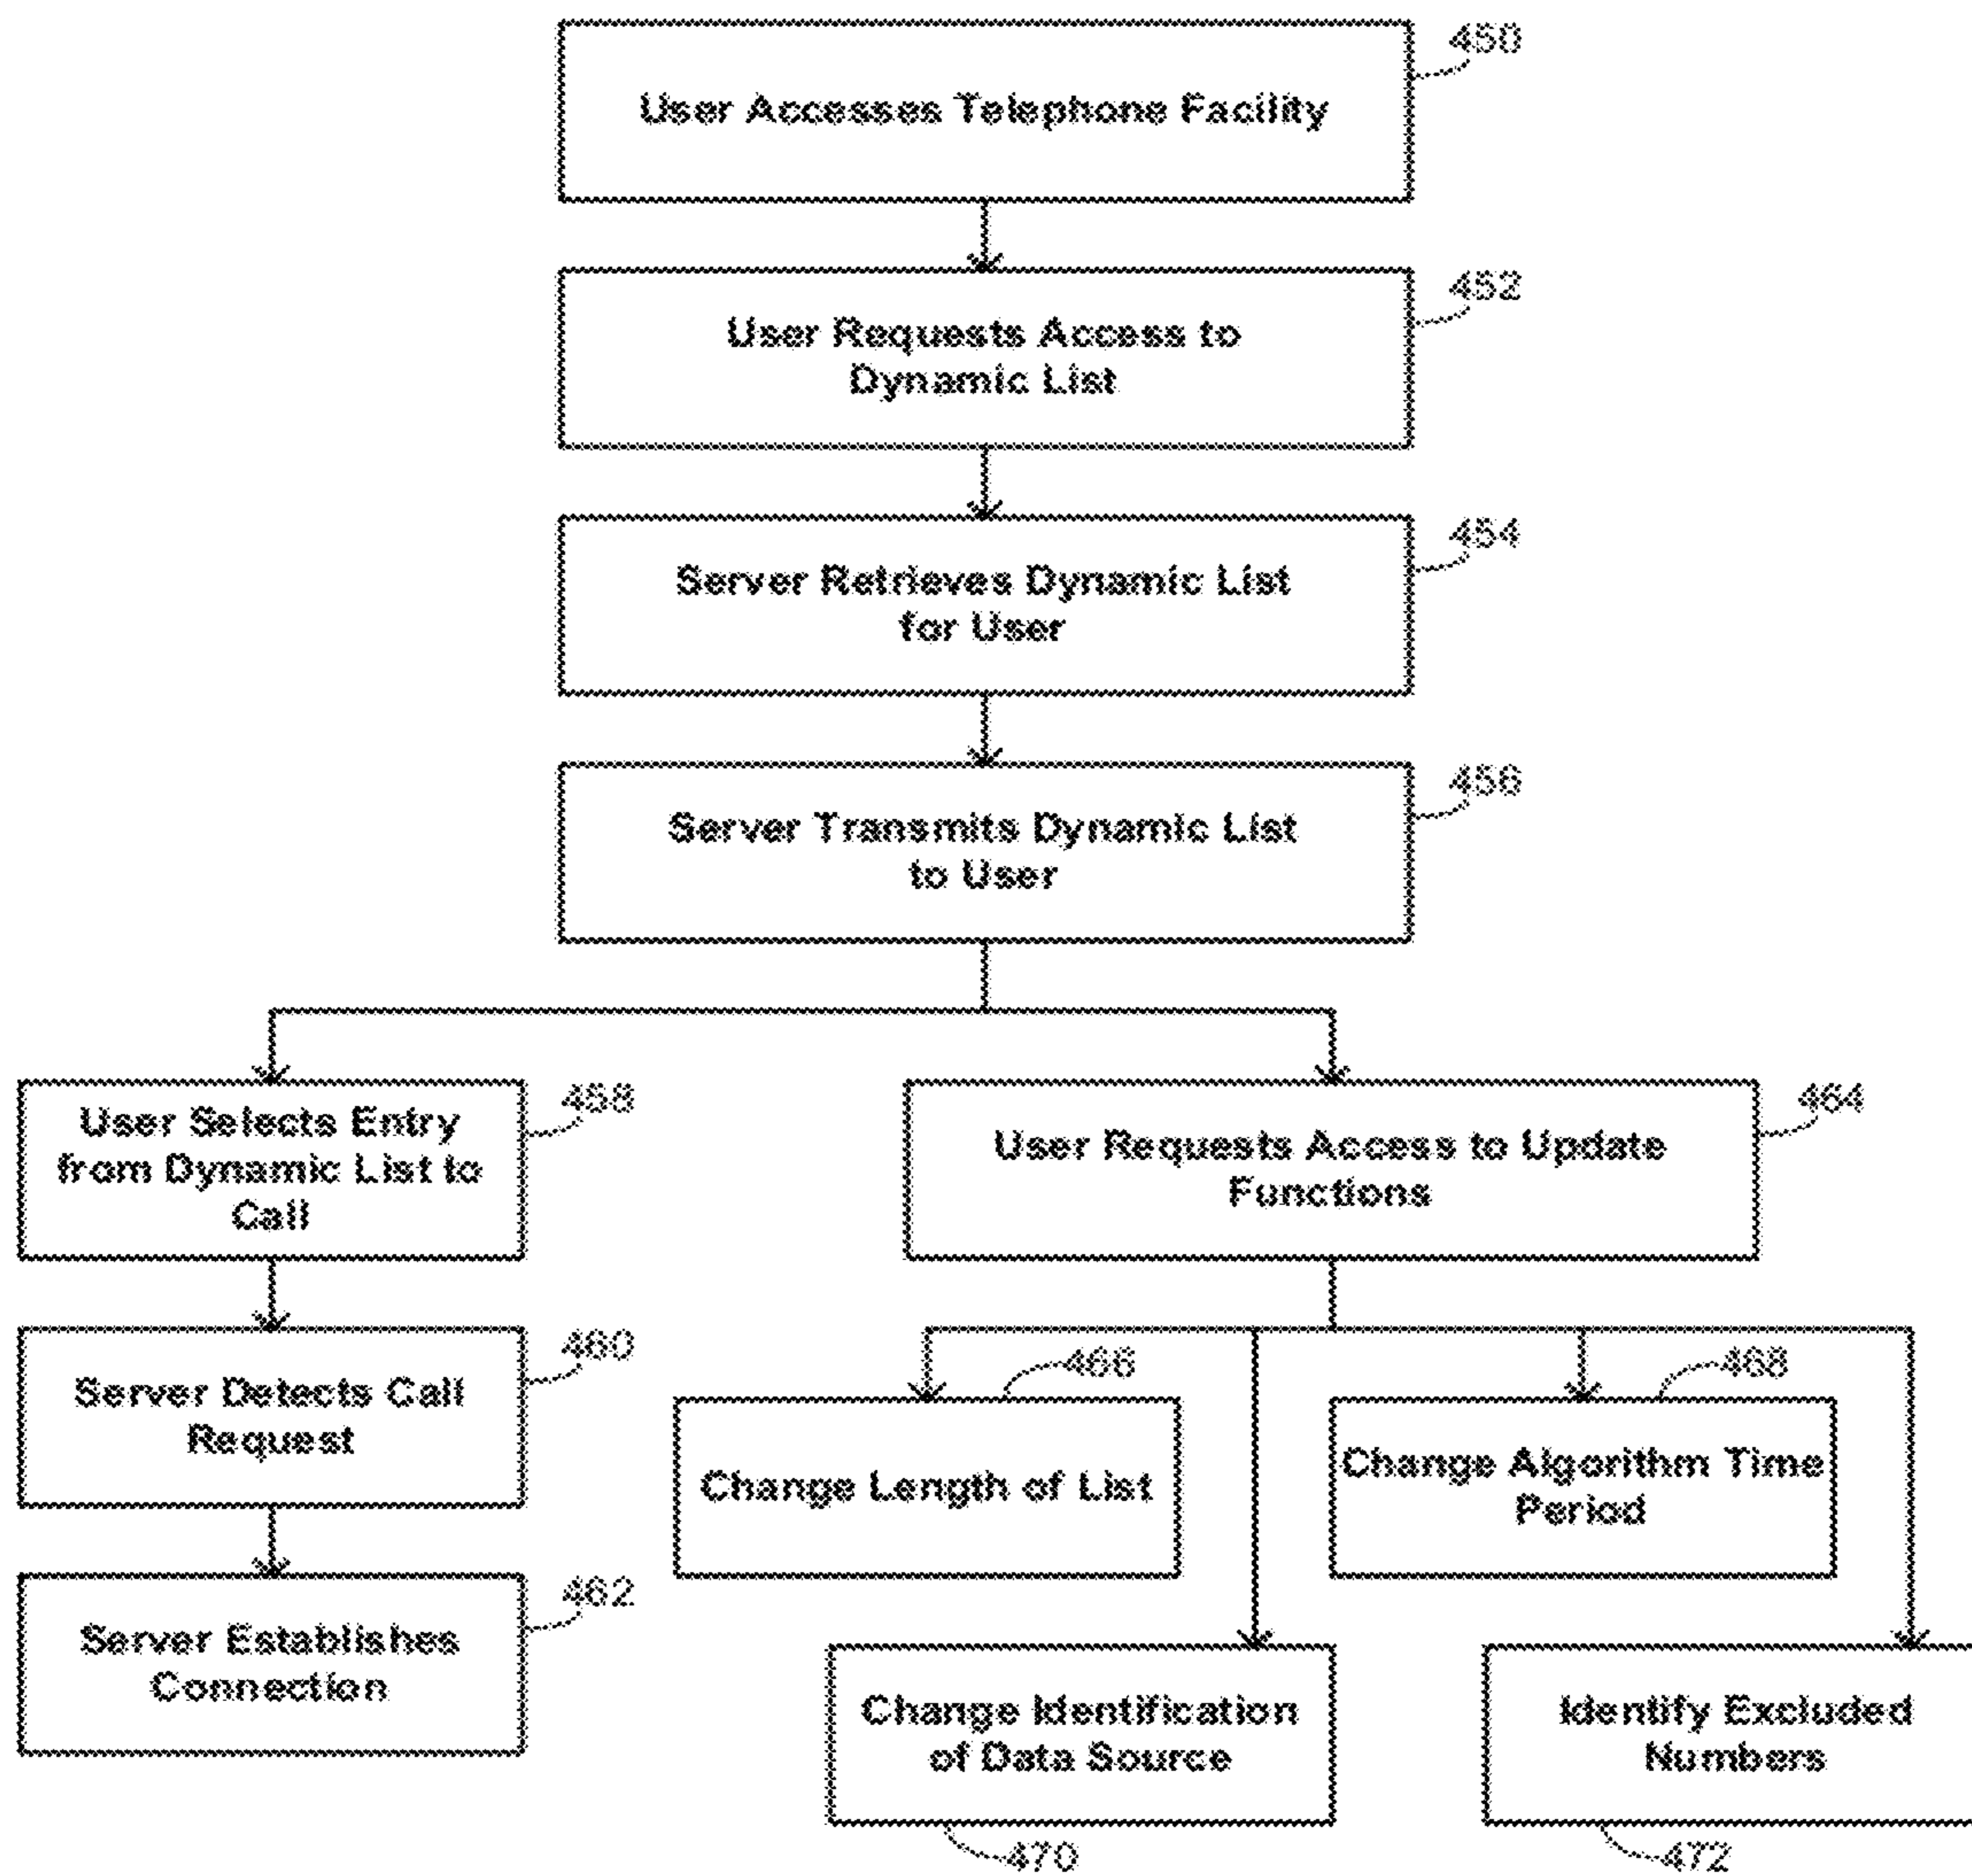 450
User Accesses Telephone Facility
452
User Requests Access to
Dynamic List
454
Server Retrieves Dynamic List
for User
456
Server Transmits Dynamic List
to User
458
User Selects Entry
from Dynamic List to
Call
460
Server Detects Call
Request
462
Server Establishes
Connection
464
User Requests Access to Update
Functions
466
Change Length of List
468
Change Algorithm Time
Period
Change Identification
of Data Source
470
Identify Excluded
Numbers
472